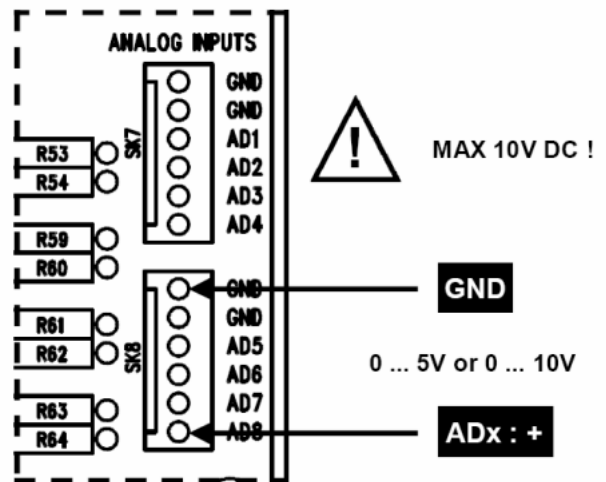 ANALOG INPUTS
GND
GND
AD1
AD2
AD3
AD4
SK7
R53
R54
R59
R60
MAX 10V DC !
!
GND
GND
AD5
AD6
AD7
AD8
SK8
R61
R62
R63
R64
GND
0 ... 5V or 0 ... 10V
ADx : +